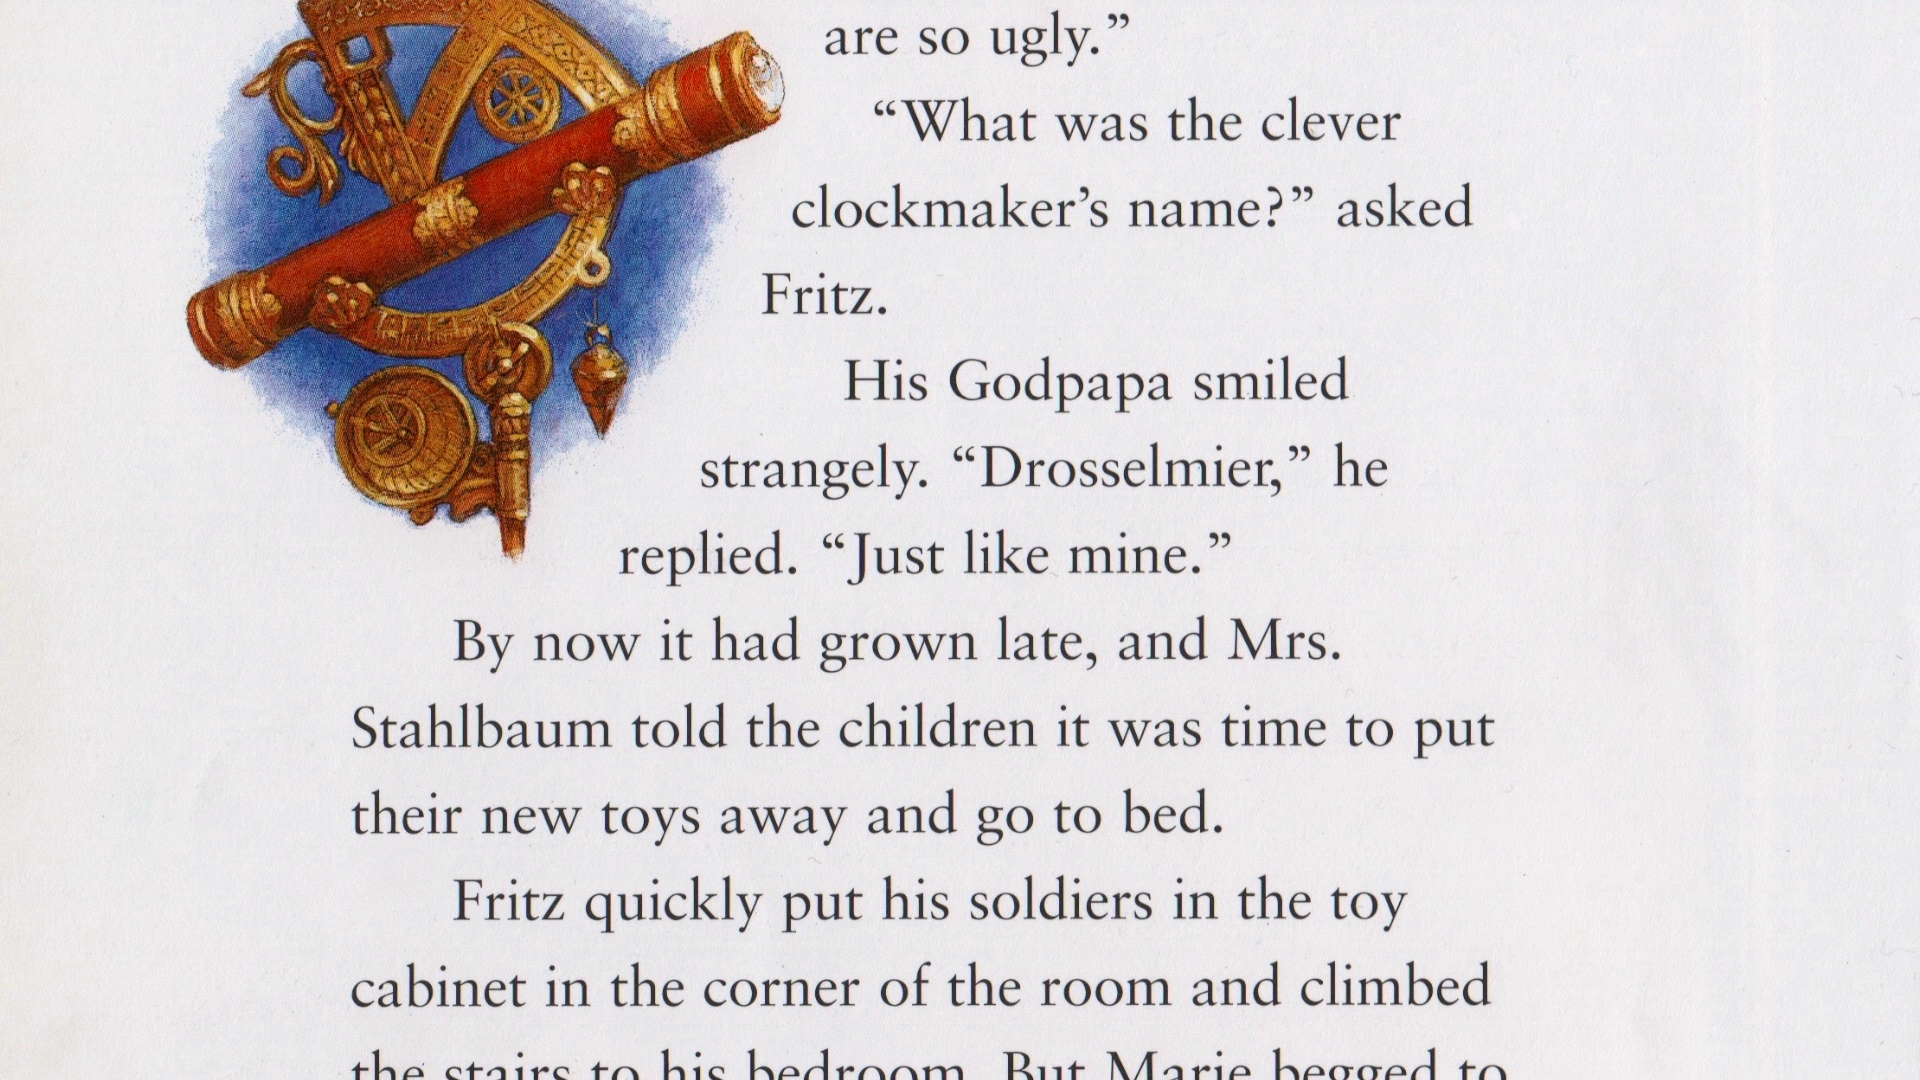 are so ugly.”
“What was the clever
clockmaker’s name?” asked
Fritz.
His Godpapa smiled
strangely. “Drosselmier,” he
replied. “Just like mine.”
By now it had grown late, and Mrs.
Stahlbaum told the children it was time to put
their new toys away and go to bed.
Fritz quickly put his soldiers in the toy
cabinet in the corner of the room and climbed
the stairs to his bedroom. But Marie begged to